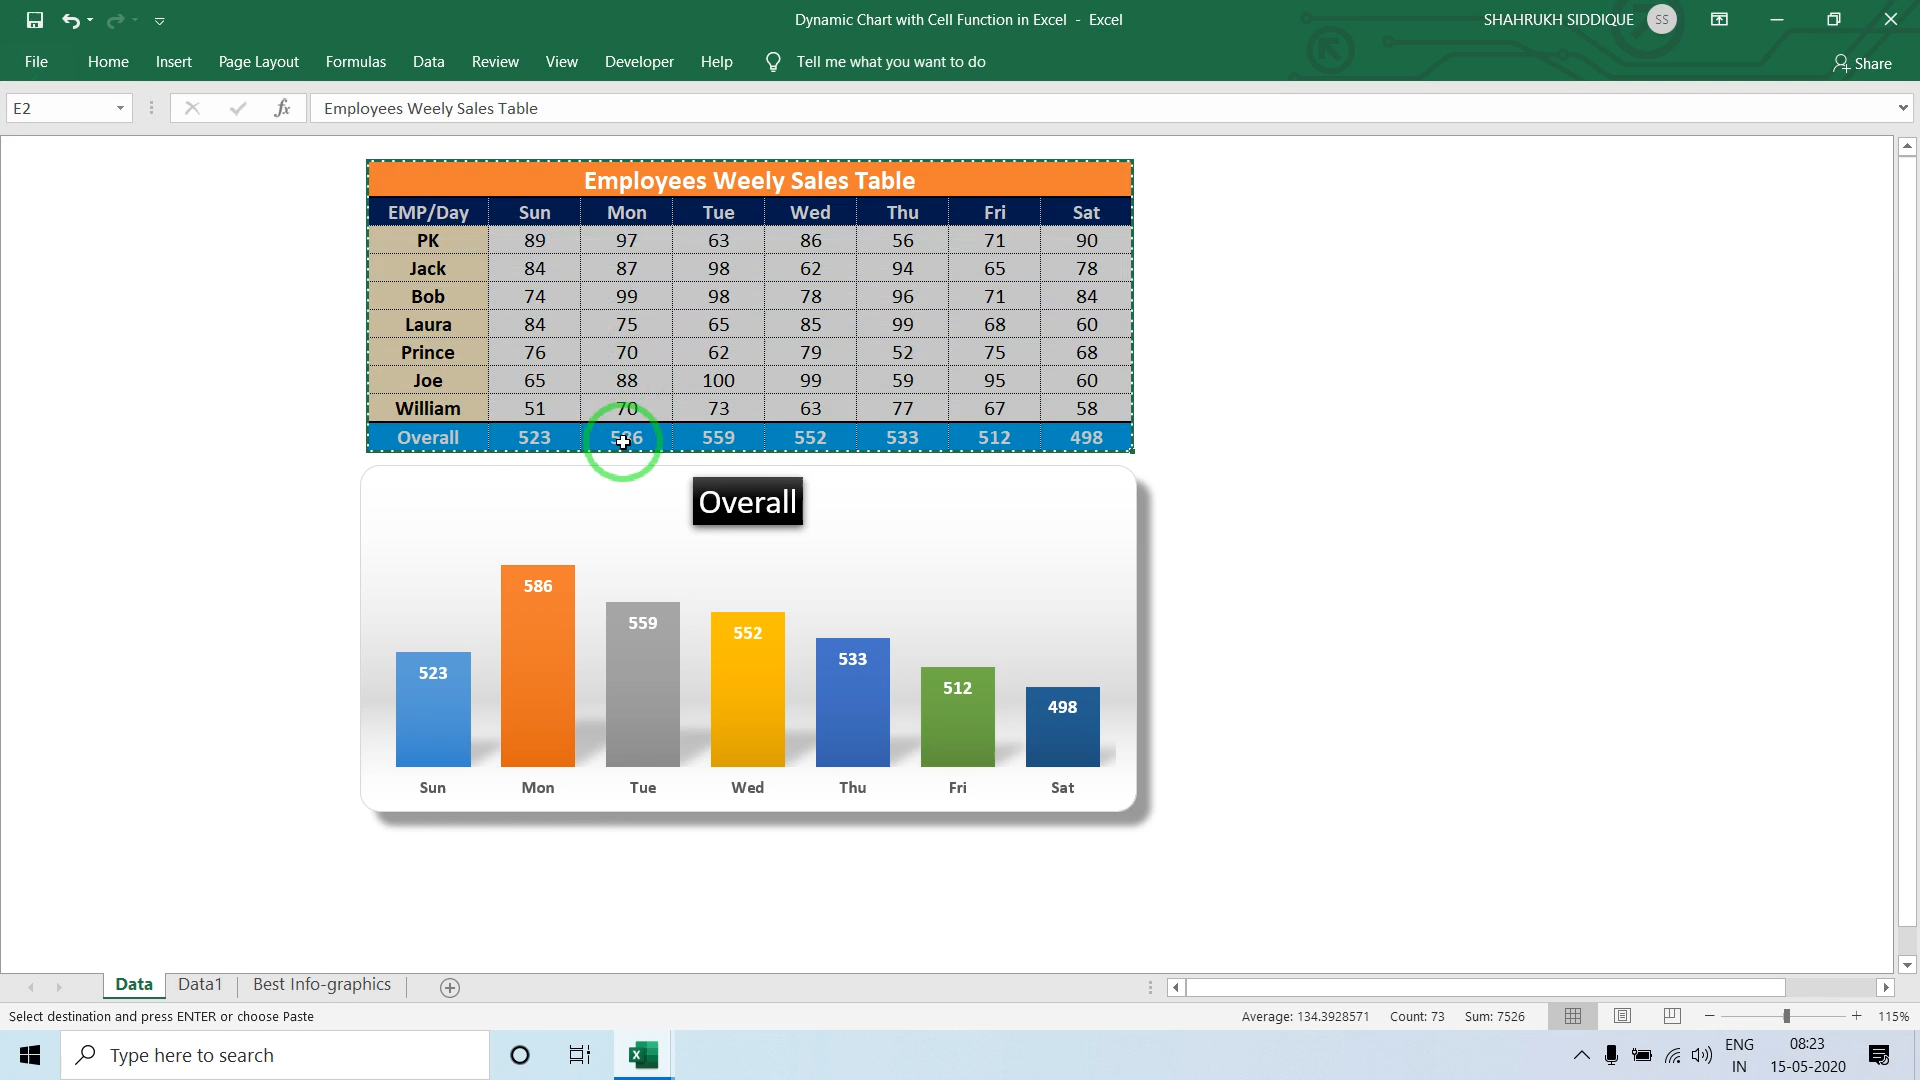 Dynamic Chart with Cell Function in Excel - Excel
SHAHRUKH SIDDIQUE SS
File Home Insert Page Layout Formulas Data Review View Developer Help Tell me what you want to do Share
E2 fx Employees Weely Sales Table
Employees Weely Sales Table
EMP/Day Sun Mon Tue Wed Thu Fri Sat
PK 89 97 63 86 56 71 90
Jack 84 87 98 62 94 65 78
Bob 74 99 98 78 96 71 84
Laura 84 75 65 85 99 68 60
Prince 76 70 62 79 52 75 68
Joe 65 88 100 99 59 95 60
William 51 70 73 63 77 67 58
Overall 523 586 559 552 533 512 498
Overall
586
559
552
523
533
512
498
Sun Mon Tue Wed Thu Fri Sat
Data Data1 Best Info-graphics
Select destination and press ENTER or choose Paste
Average: 134.3928571 Count: 73 Sum: 7526 115%
Type here to search
ENG
IN
08:23
15-05-2020